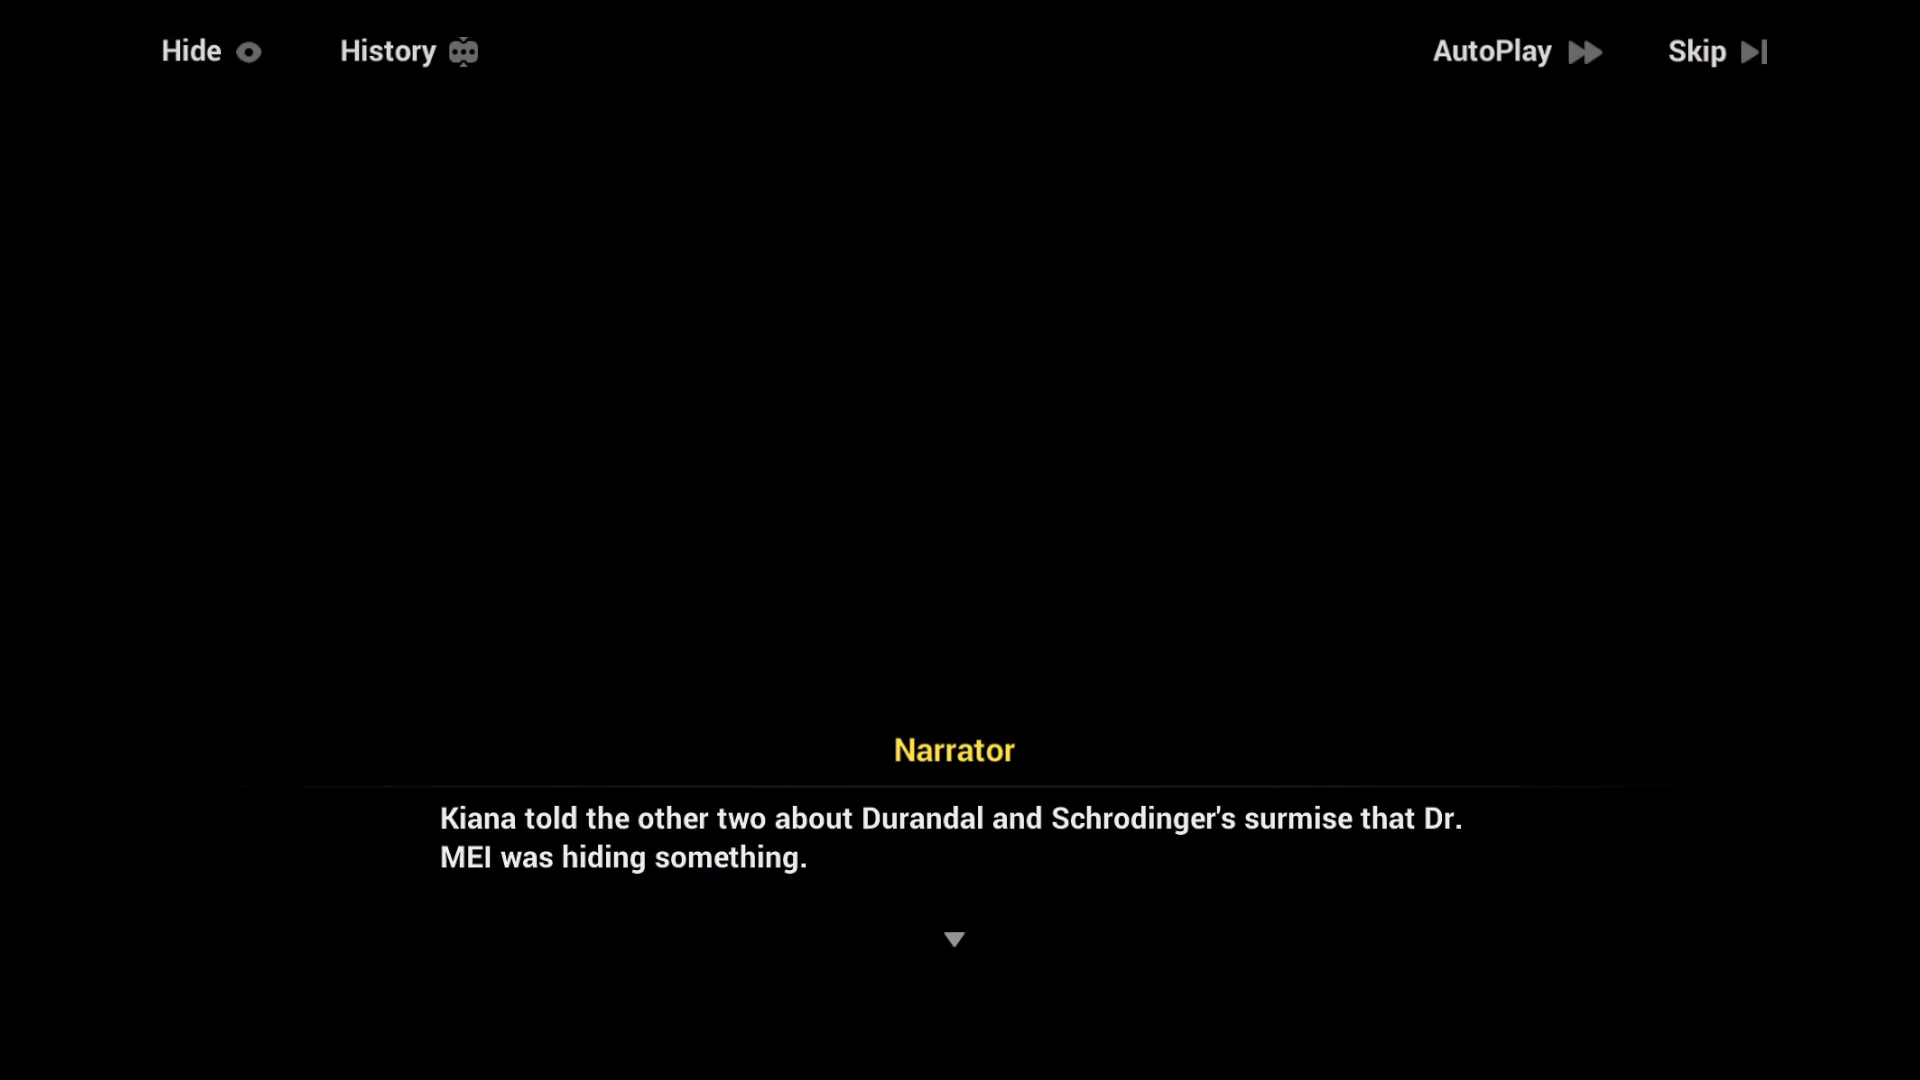 Hide
History
AutoPlay
Skip
Narrator
Kiana told the other two about Durandal and Schrodinger's surmise that Dr.
MEI was hiding something.